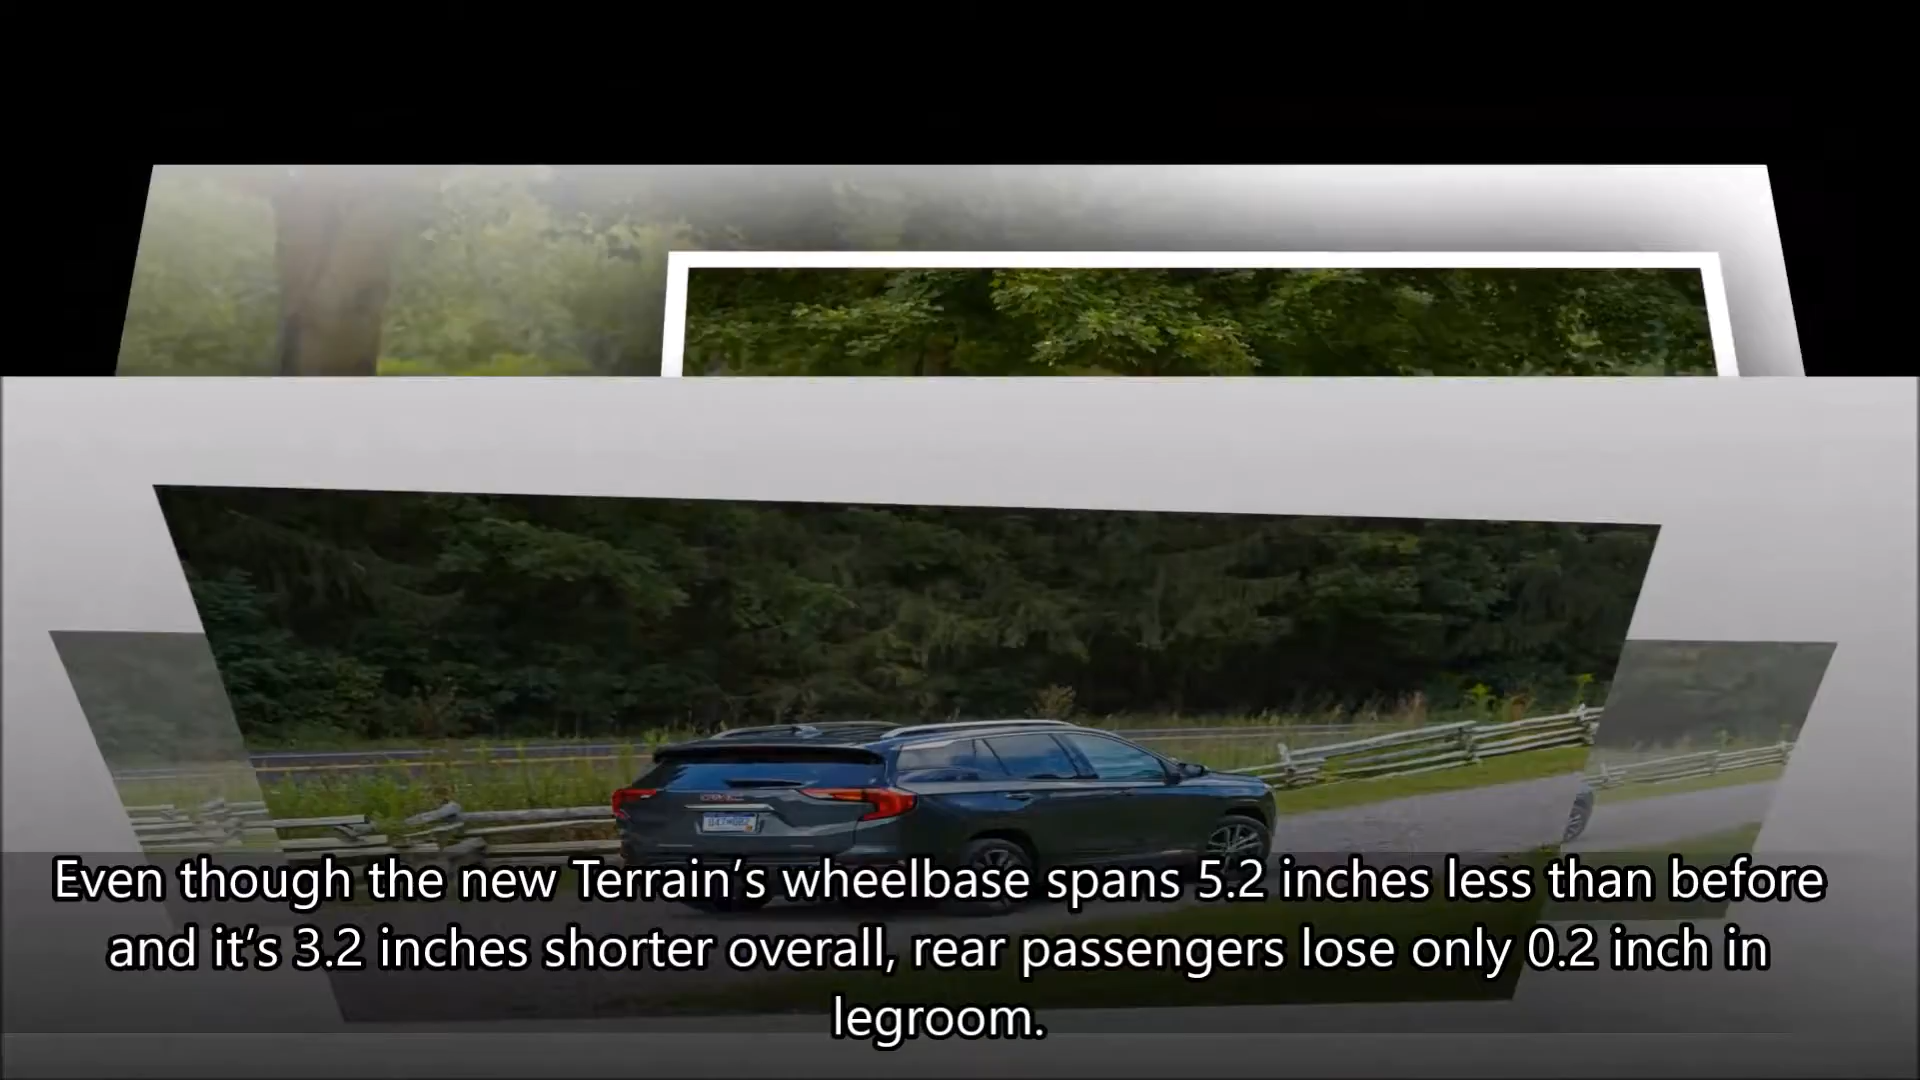 Even though the new Terrain’s wheelbase spans 5.2 inches less than before
and it’s 3.2 inches shorter overall, rear passengers lose only 0.2 inch in
legroom.